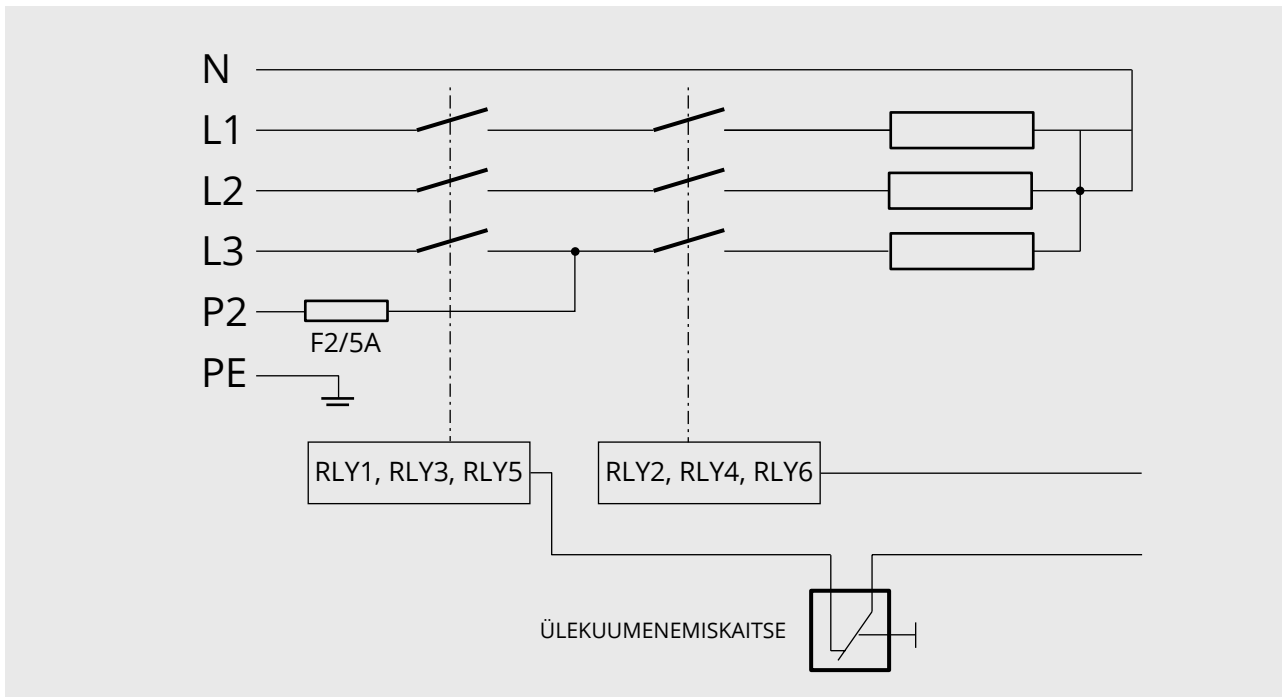 N
L1
L2
L3
P2
F2/5A
PE
RLY1, RLY3, RLY5
RLY2, RLY4, RLY6
ÜLEKUUMENEMISKAITSE